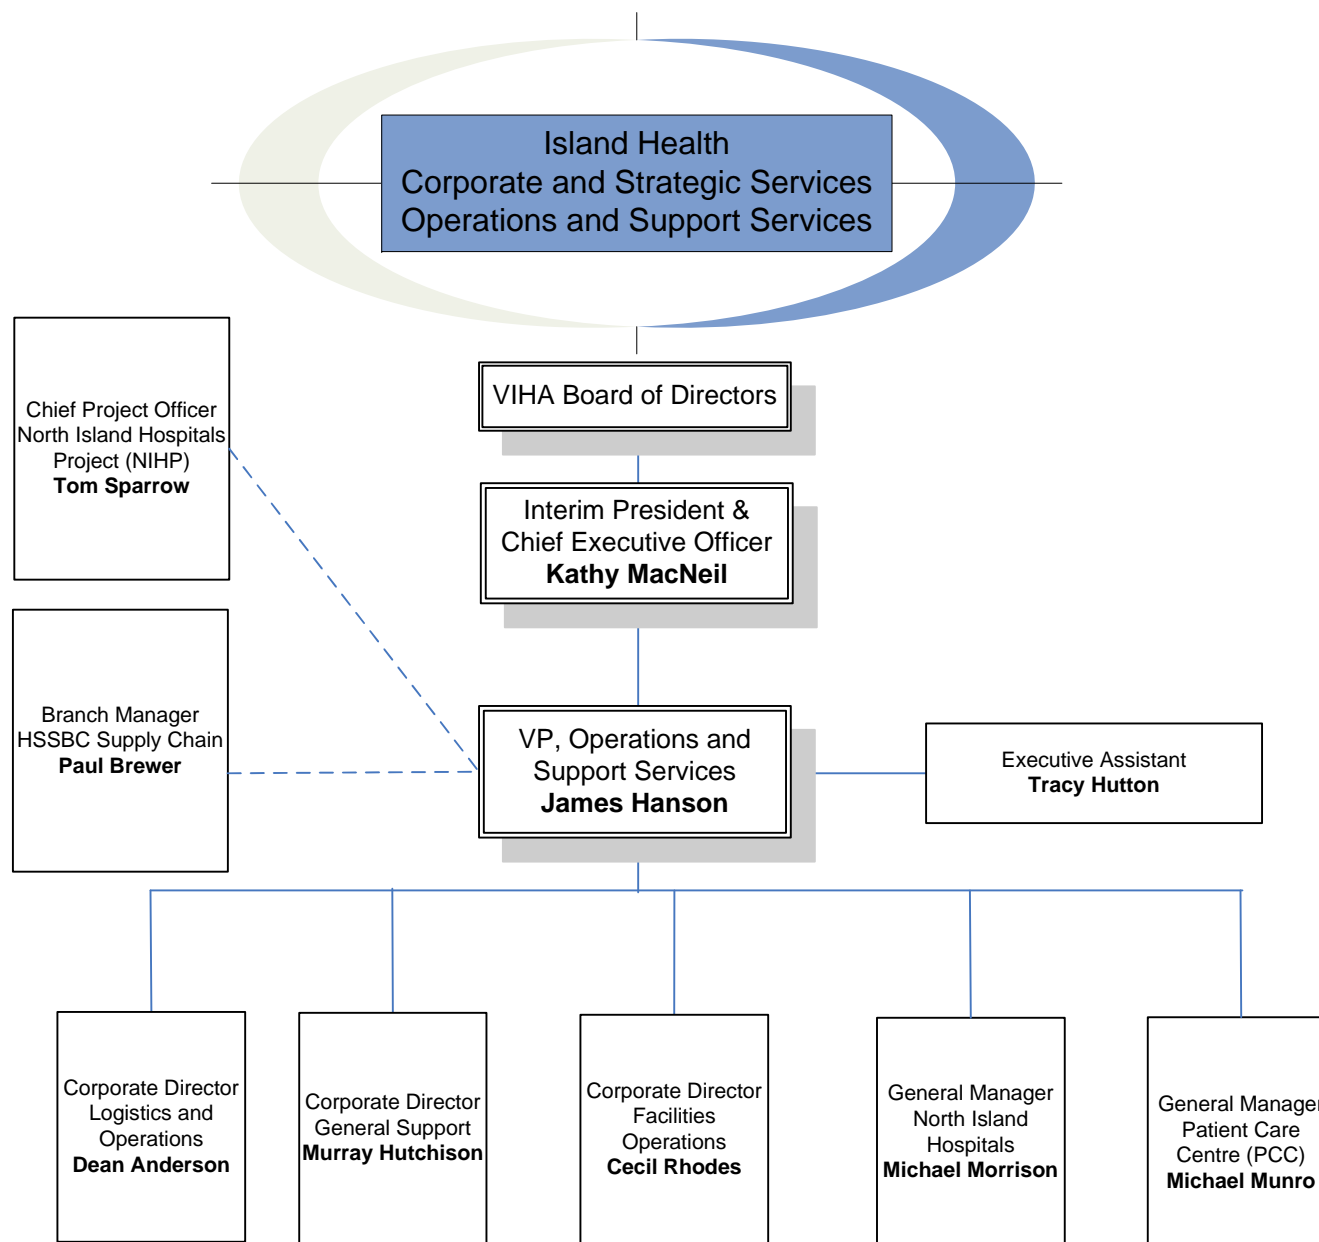 Island Health
Corporate and Strategic Services
Operations and Support Services
VIHA Board of Directors
Chief Project Officer
North Island Hospitals
Project (NIHP)
Tom Sparrow
Interim President &
Chief Executive Officer
Kathy MacNeil
Branch Manager
HSSBC Supply Chain
Paul Brewer
VP, Operations and
Support Services
James Hanson
Executive Assistant
Tracy Hutton
Corporate Director
Logistics and
Operations
Dean Anderson
Corporate Director
General Support
Murray Hutchison
Corporate Director
Facilities
Operations
Cecil Rhodes
General Manager
North Island
Hospitals
Michael Morrison
General Manager
Patient Care
Centre (PCC)
Michael Munro